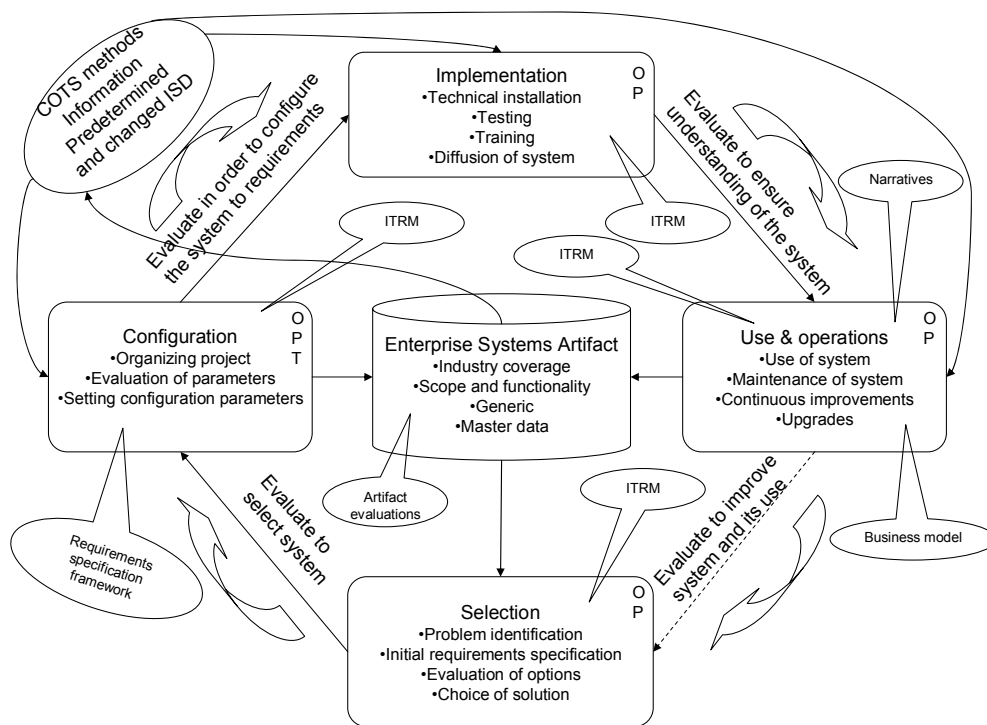 COTS methods
Information
Predetermined
and changed ISD
Implementation
•Technical installation
•Testing
•Training
•Diffusion of system
O
P
Evaluate in order to configure
the system to requirements
Evaluate to ensure
understanding of the system
Narratives
ITRM
ITRM
ITRM
Configuration
•Organizing project
•Evaluation of parameters
•Setting configuration parameters
O
P
T
Enterprise Systems Artifact
•Industry coverage
•Scope and functionality
•Generic
•Master data
Use & operations
•Use of system
•Maintenance of system
•Continuous improvements
•Upgrades
O
P
Artifact
evaluations
ITRM
Requirements
specification
framework
Evaluate to
select system
Evaluate to improve
system and its use
Business model
Selection
•Problem identification
•Initial requirements specification
•Evaluation of options
•Choice of solution
O
P